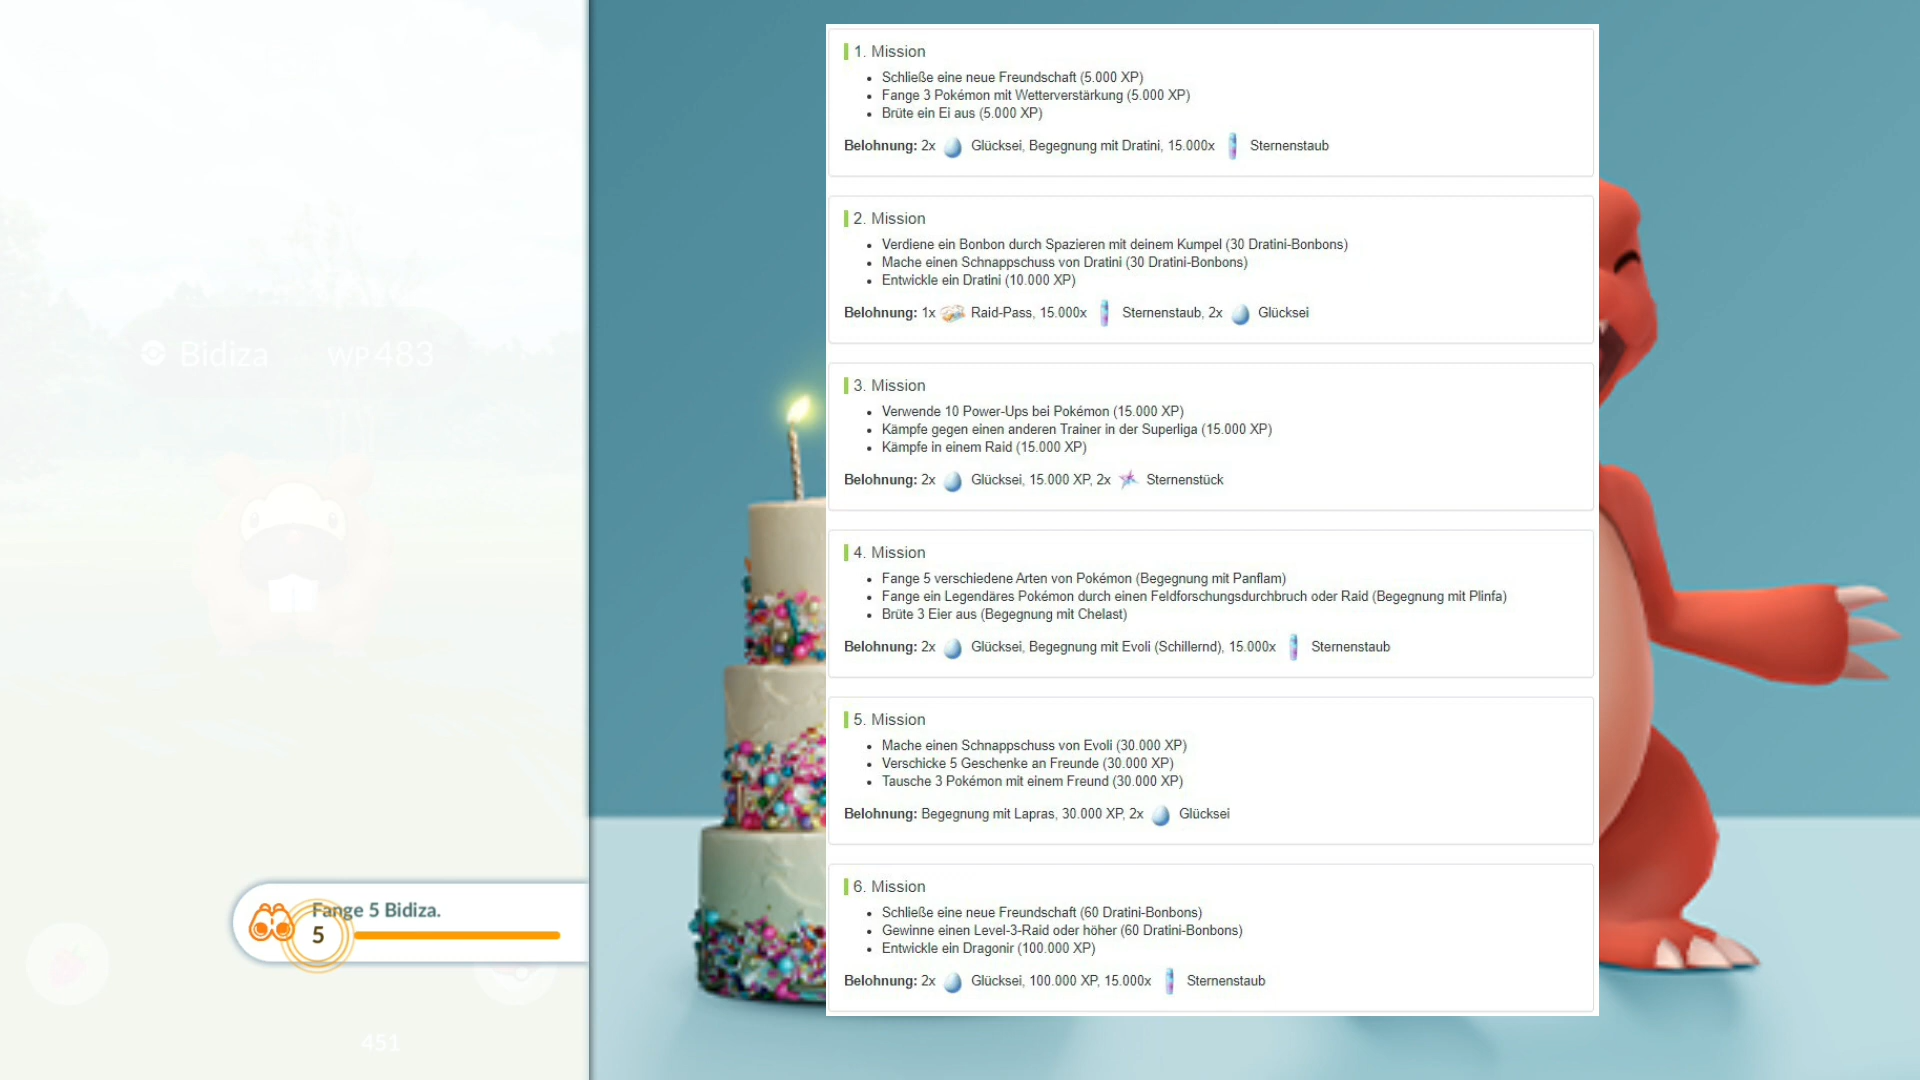 Bidiza WP483
Fange 5 Bidiza.
5
451
1. Mission
Schließe eine neue Freundschaft (5.000 XP)
Fange 3 Pokémon mit Wetterverstärkung (5.000 XP)
Brüte ein Ei aus (5.000 XP)
Belohnung: 2x Glücksei, Begegnung mit Dratini, 15.000x Sternenstaub
2. Mission
Verdiene ein Bonbon durch Spazieren mit deinem Kumpel (30 Dratini-Bonbons)
Mache einen Schnappschuss von Dratini (30 Dratini-Bonbons)
Entwickle ein Dratini (10.000 XP)
Belohnung: 1x Raid-Pass, 15.000x Sternenstaub, 2x Glücksei
3. Mission
Verwende 10 Power-Ups bei Pokémon (15.000 XP)
Kämpfe gegen einen anderen Trainer in der Superliga (15.000 XP)
Kämpfe in einem Raid (15.000 XP)
Belohnung: 2x Glücksei, 15.000 XP, 2x Sternenstück
4. Mission
Fange 5 verschiedene Arten von Pokémon (Begegnung mit Panflam)
Fange ein Legendäres Pokémon durch einen Feldforschungsdurchbruch oder Raid (Begegnung mit Plinfa)
Brüte 3 Eier aus (Begegnung mit Chelast)
Belohnung: 2x Glücksei, Begegnung mit Evoli (Schillernd), 15.000x Sternenstaub
5. Mission
Mache einen Schnappschuss von Evoli (30.000 XP)
Verschicke 5 Geschenke an Freunde (30.000 XP)
Tausche 3 Pokémon mit einem Freund (30.000 XP)
Belohnung: Begegnung mit Lapras, 30.000 XP, 2x Glücksei
6. Mission
Schließe eine neue Freundschaft (60 Dratini-Bonbons)
Gewinne einen Level-3-Raid oder höher (60 Dratini-Bonbons)
Entwickle ein Dragonir (100.000 XP)
Belohnung: 2x Glücksei, 100.000 XP, 15.000x Sternenstaub